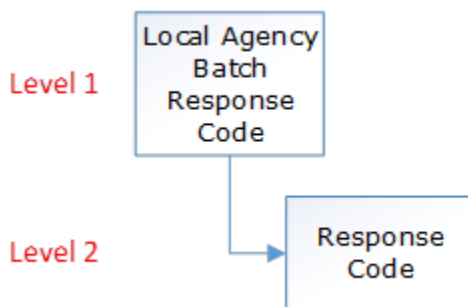 Level 1
Local Agency
Batch
Response
Code
Level 2
Response
Code